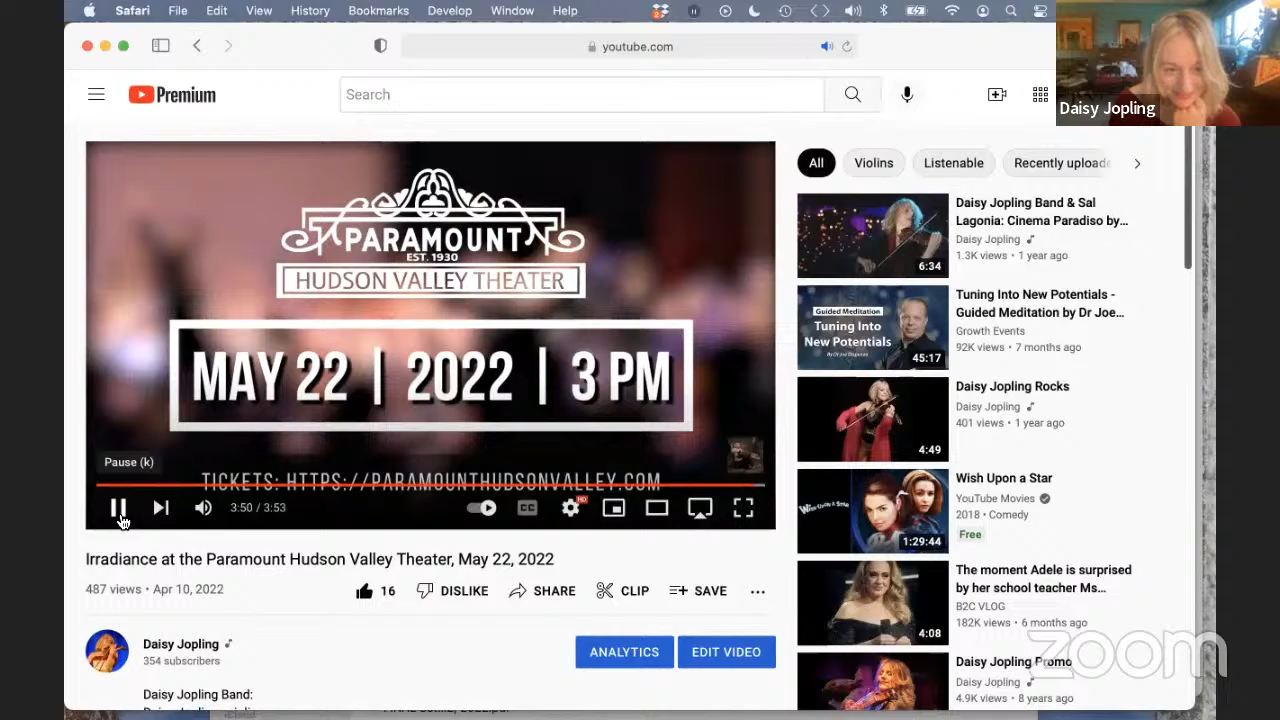 Safari File Edit View History Bookmarks Develop Window Help
youtube.com
Premium
Search
Daisy Jopling
PARAMOUNT
EST. 1930
HUDSON VALLEY THEATER
MAY 22 | 2022 | 3 PM
Pause (k)
TICKETS: HTTPS://PARAMOUNTHUDSONVALLEY.COM
3:50 / 3:53
CC
HD
Irradiance at the Paramount Hudson Valley Theater, May 22, 2022
487 views • Apr 10, 2022
16 DISLIKE SHARE CLIP SAVE ...
Daisy Jopling
354 subscribers
ANALYTICS EDIT VIDEO
Daisy Jopling Band:
All Violins Listenable Recently uploade
Daisy Jopling Band & Sal
Lagonia: Cinema Paradiso by...
Daisy Jopling
1.3K views • 1 year ago
6:34
Guided Meditation
Tuning Into
New Potentials
45:17
Tuning Into New Potentials -
Guided Meditation by Dr Joe...
Growth Events
92K views • 7 months ago
Daisy Jopling Rocks
Daisy Jopling
401 views • 1 year ago
4:49
Wish Upon a Star
1:29:44
Wish Upon a Star
YouTube Movies
2018 • Comedy
Free
The moment Adele is surprised
by her school teacher Ms...
B2C VLOG
182K views • 6 months ago
4:08
Daisy Jopling Promo
Daisy Jopling
4.9K views • 8 years ago
zoom